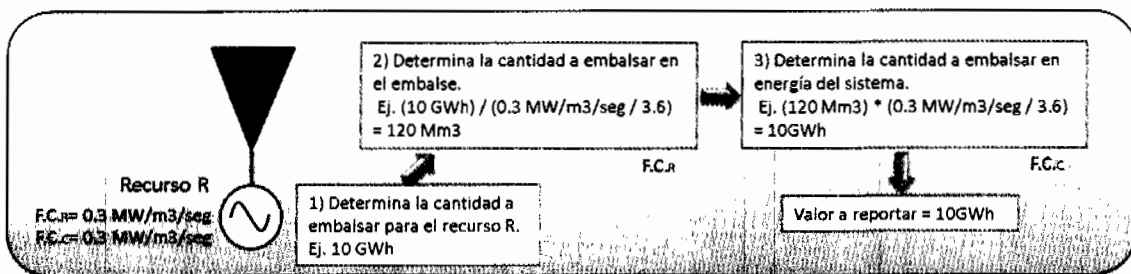 Recurso R
F.C.R= 0.3 MW/m3/seg
F.C.C= 0.3 MW/m3/seg
1) Determina la cantidad a
embalsar para el recurso R.
Ej. 10 GWh
2) Determina la cantidad a embalsar en
el embalse.
Ej. (10 GWh) / (0.3 MW/m3/seg / 3.6)
= 120 Mm3
F.C.R
3) Determina la cantidad a embalsar en
energía del sistema.
Ej. (120 Mm3) * (0.3 MW/m3/seg / 3.6)
= 10GWh
F.C.C
Valor a reportar = 10GWh